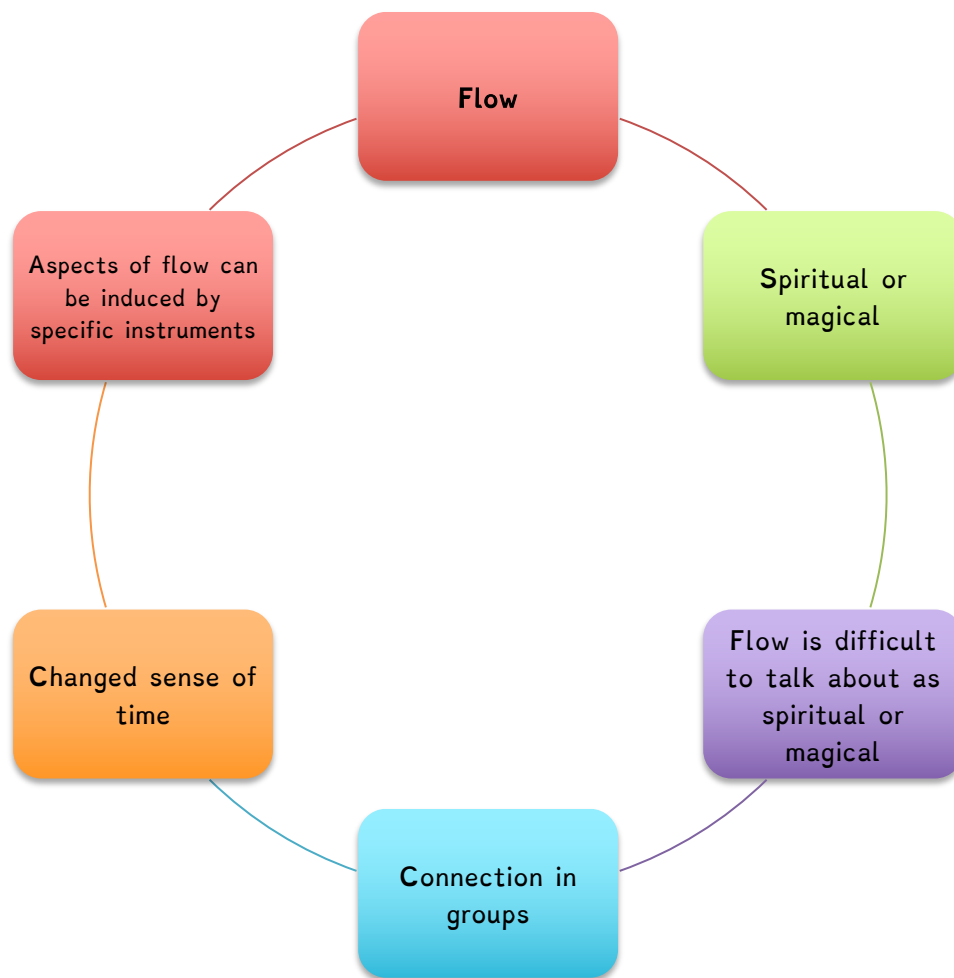 Flow
Spiritual or
magical
Flow is difficult
to talk about as
spiritual or
magical
Connection in
groups
Changed sense of
time
Aspects of flow can
be induced by
specific instruments